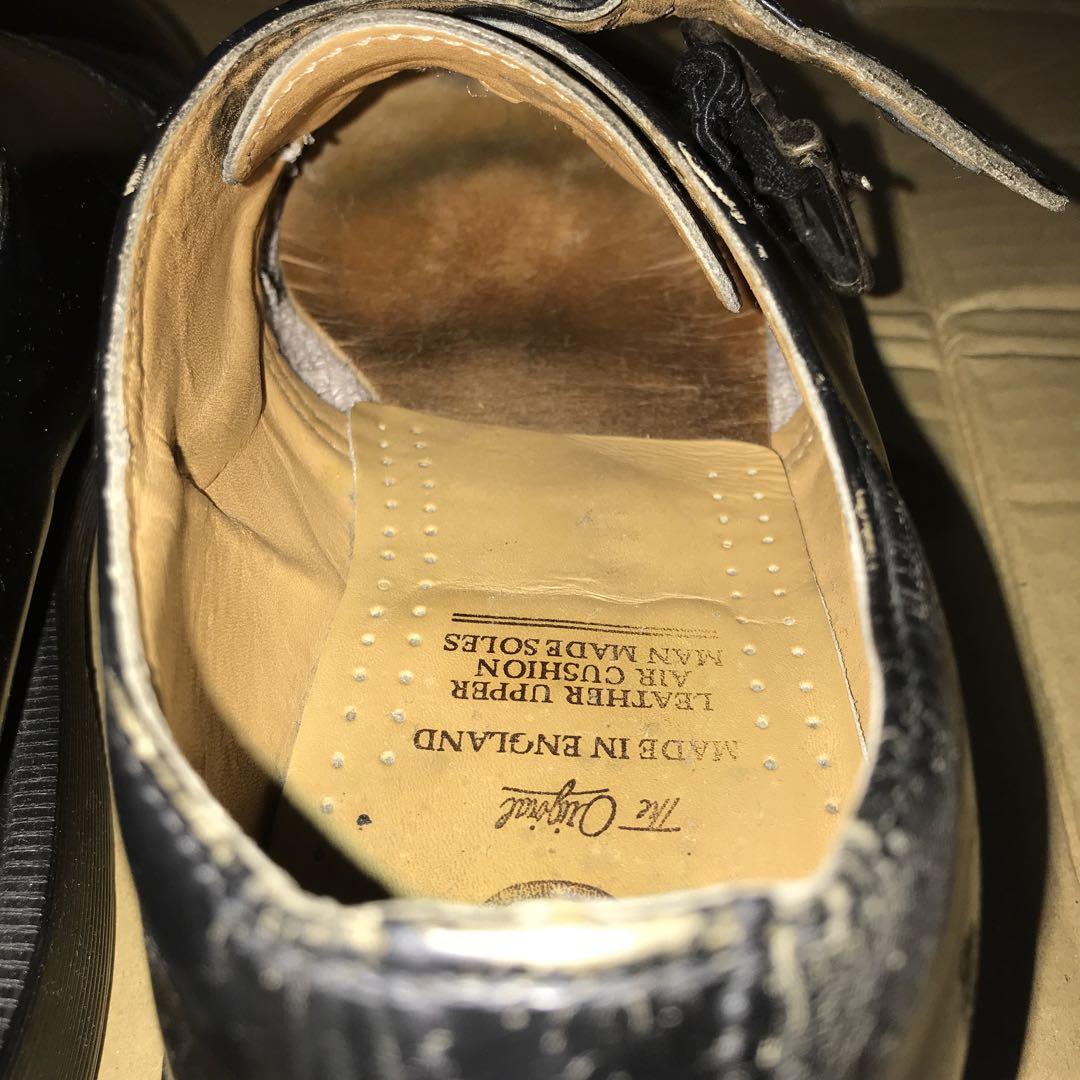 The Original
MADE IN ENGLAND
LEATHER UPPER
AIR CUSHION
MAN MADE SOLES